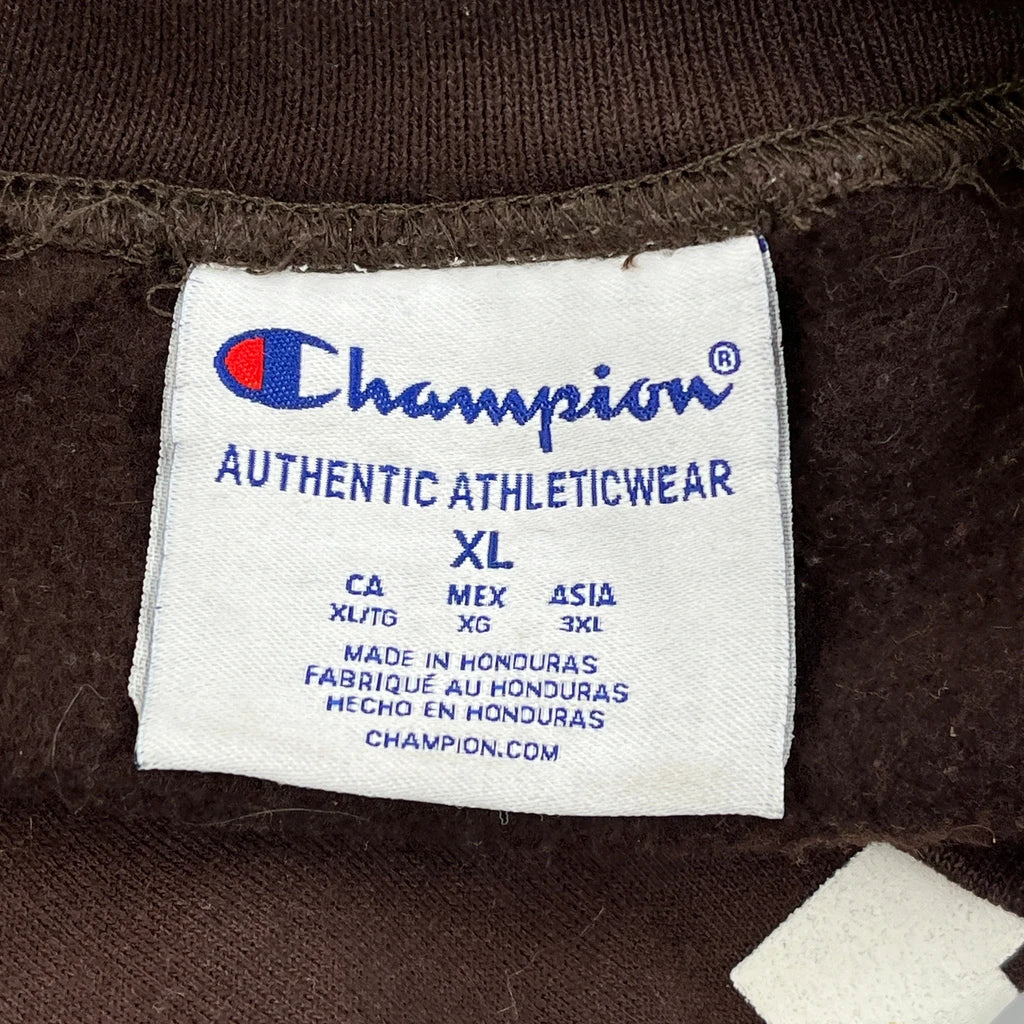 Champion®
AUTHENTIC ATHLETICWEAR
XL
CA MEX ASIA
XL/TG XG 3XL
MADE IN HONDURAS
FABRIQUÉ AU HONDURAS
HECHO EN HONDURAS
CHAMPION.COM